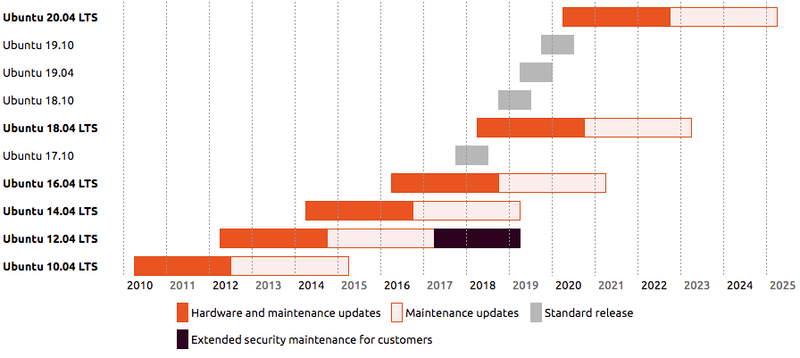 Ubuntu 20.04 LTS
Ubuntu 19.10
Ubuntu 19.04
Ubuntu 18.10
Ubuntu 18.04 LTS
Ubuntu 17.10
Ubuntu 16.04 LTS
Ubuntu 14.04 LTS
Ubuntu 12.04 LTS
Ubuntu 10.04 LTS
2010 2011 2012 2013 2014 2015 2016 2017 2018 2019 2020 2021 2022 2023 2024 2025
Hardware and maintenance updates Maintenance updates Standard release
Extended security maintenance for customers